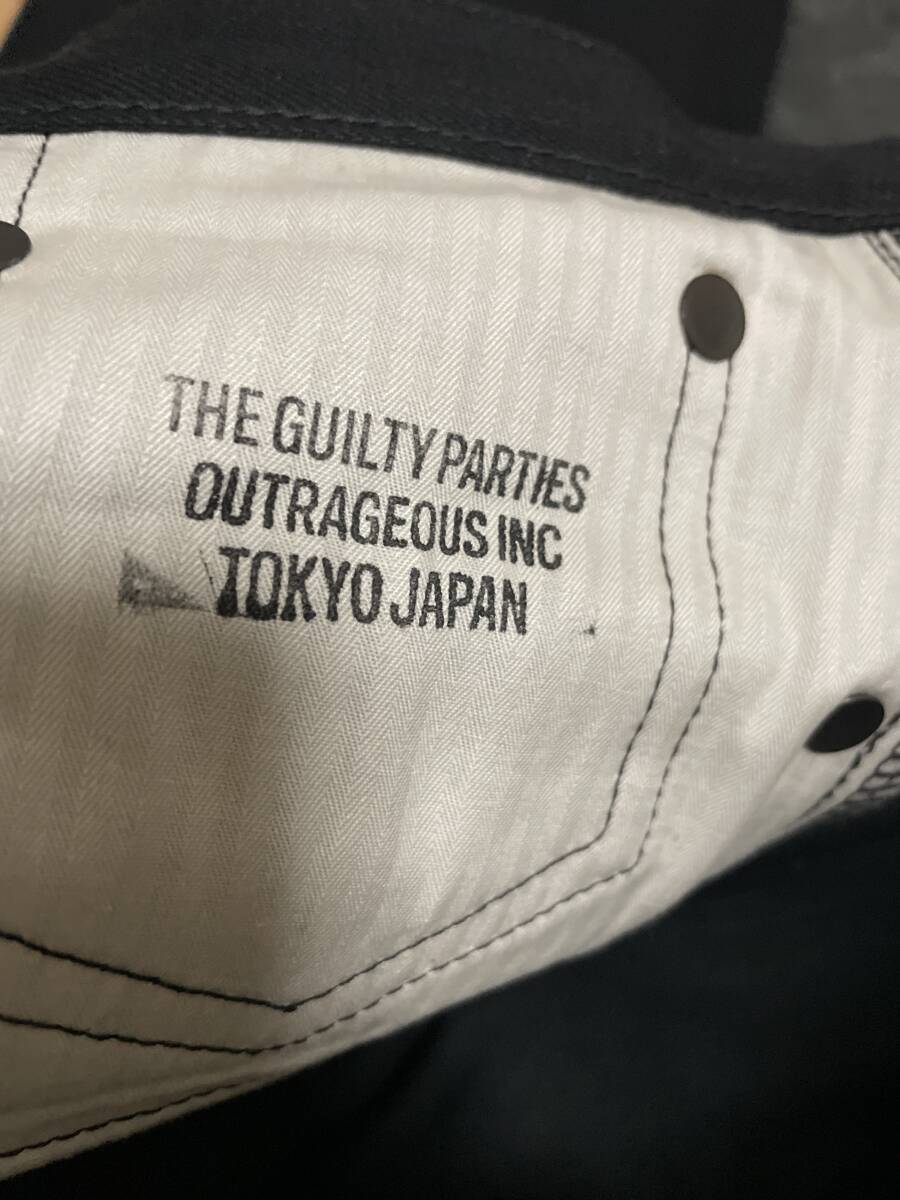 THE GUILTY PARTIES
OUTRAGEOUS INC
TOKYO JAPAN